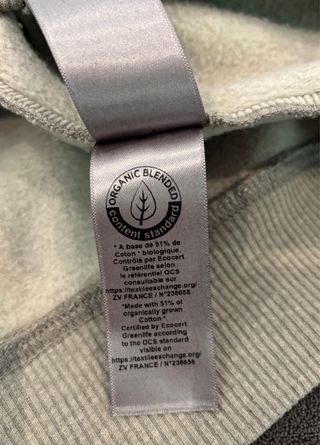 ORGANIC BLENDED
content standard
* A base de 51% de
Coton * biologique.
Contrôlé par Ecocert
Greenlife selon
le référentiel OCS
consultable sur
https://textileexchange.org/
ZV FRANCE / N°238658
*Made with 51% of
organically grown
Cotton *.
Certified by Ecocert
Greenlife according
to the OCS standard
visible on
https://textileexchange.org/
ZV FRANCE / N°238658